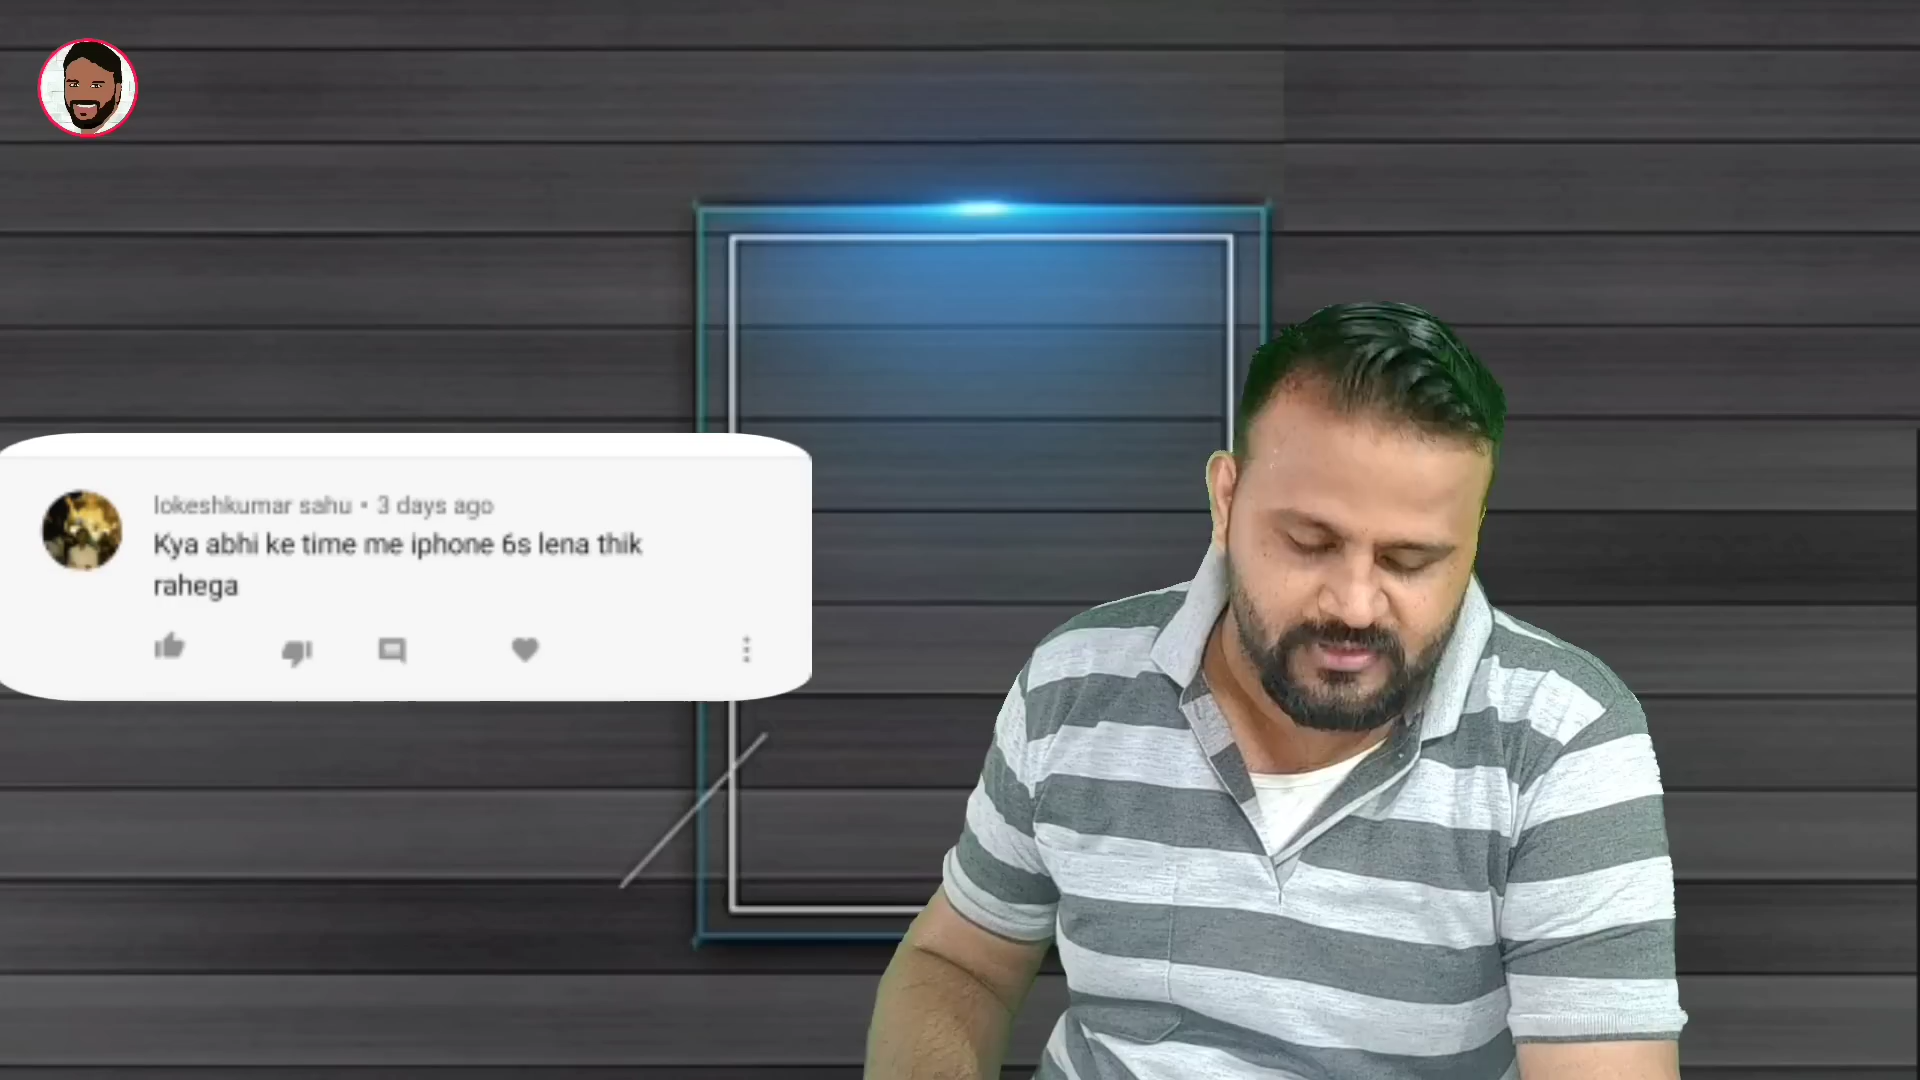 lokeshkumar sahu • 3 days ago
Kya abhi ke time me iphone 6s lena thik
rahega